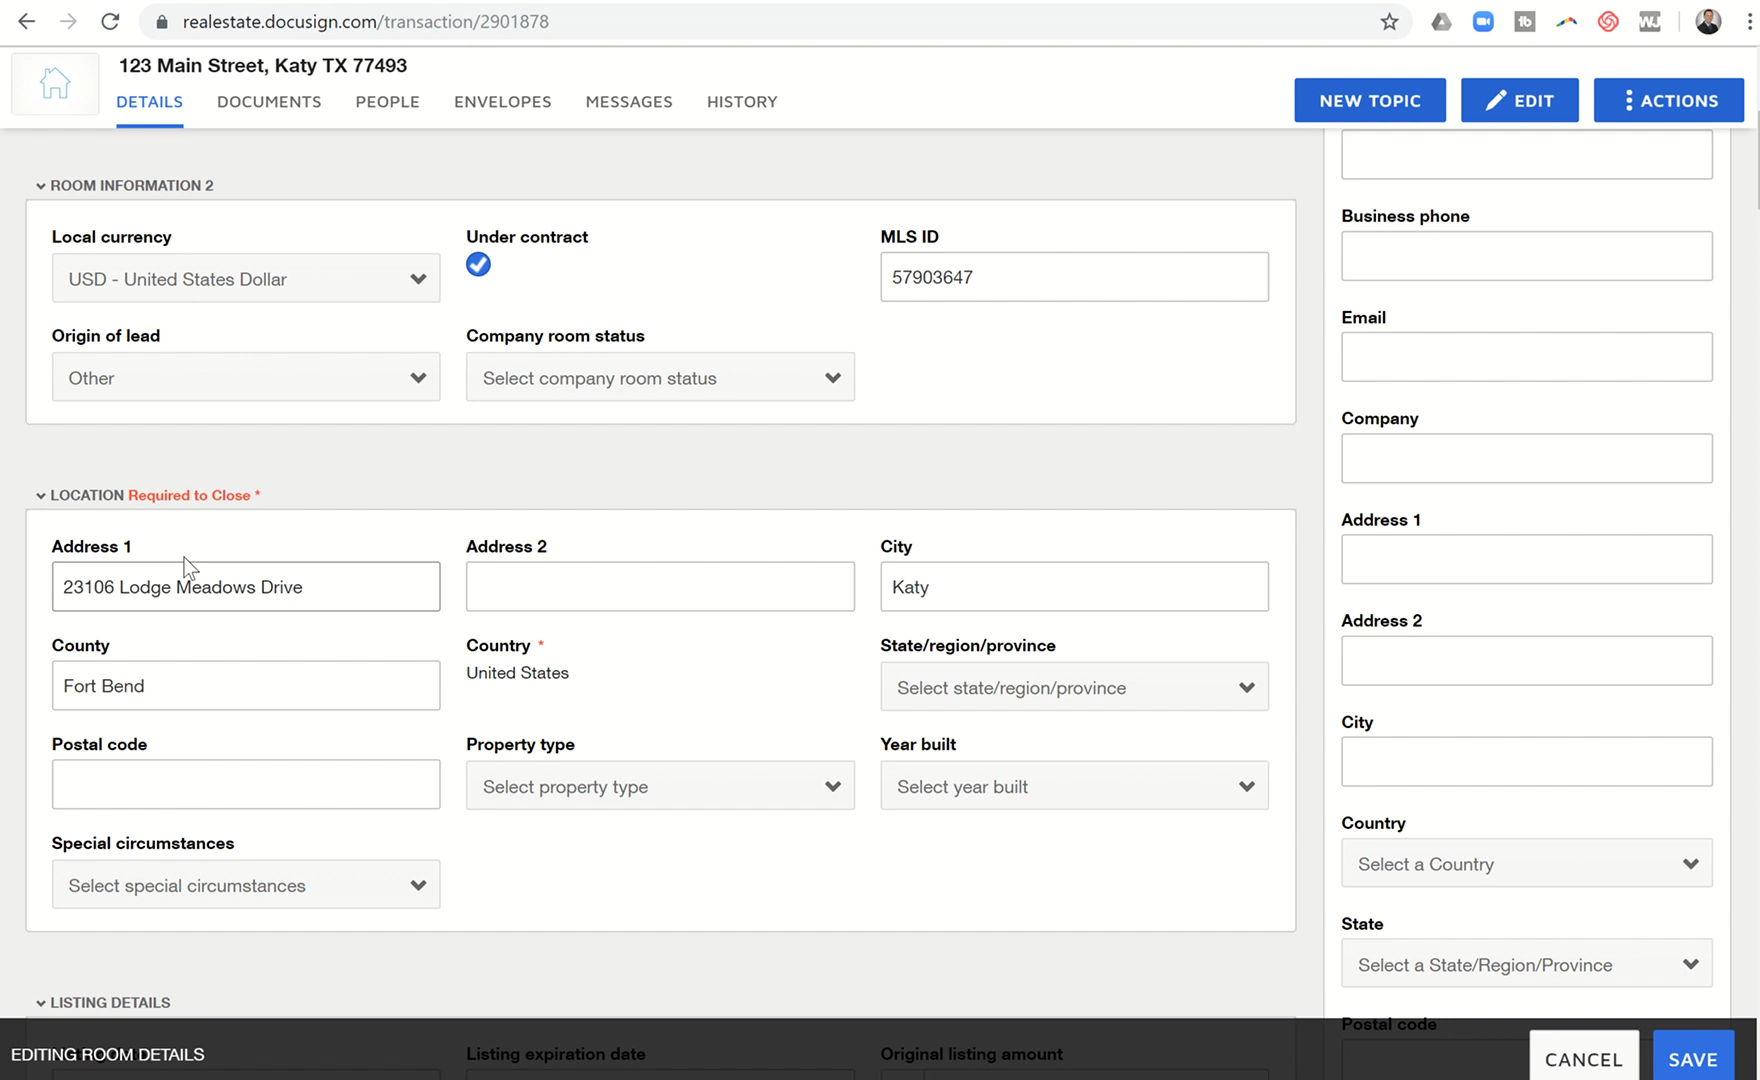 realestate.docusign.com/transaction/2901878
123 Main Street, Katy TX 77493
DETAILS DOCUMENTS PEOPLE ENVELOPES MESSAGES HISTORY
NEW TOPIC EDIT ACTIONS
ROOM INFORMATION 2
Local currency Under contract MLS ID
USD - United States Dollar 57903647
Origin of lead Company room status
Other Select company room status
LOCATION Required to Close *
Address 1 Address 2 City
23106 Lodge Meadows Drive Katy
County Country * State/region/province
Fort Bend United States Select state/region/province
Postal code Property type Year built
Select property type Select year built
Special circumstances
Select special circumstances
LISTING DETAILS
Listing expiration date Original listing amount
Business phone
Email
Company
Address 1
Address 2
City
Country
Select a Country
State
Select a State/Region/Province
Postal code
EDITING ROOM DETAILS
CANCEL SAVE